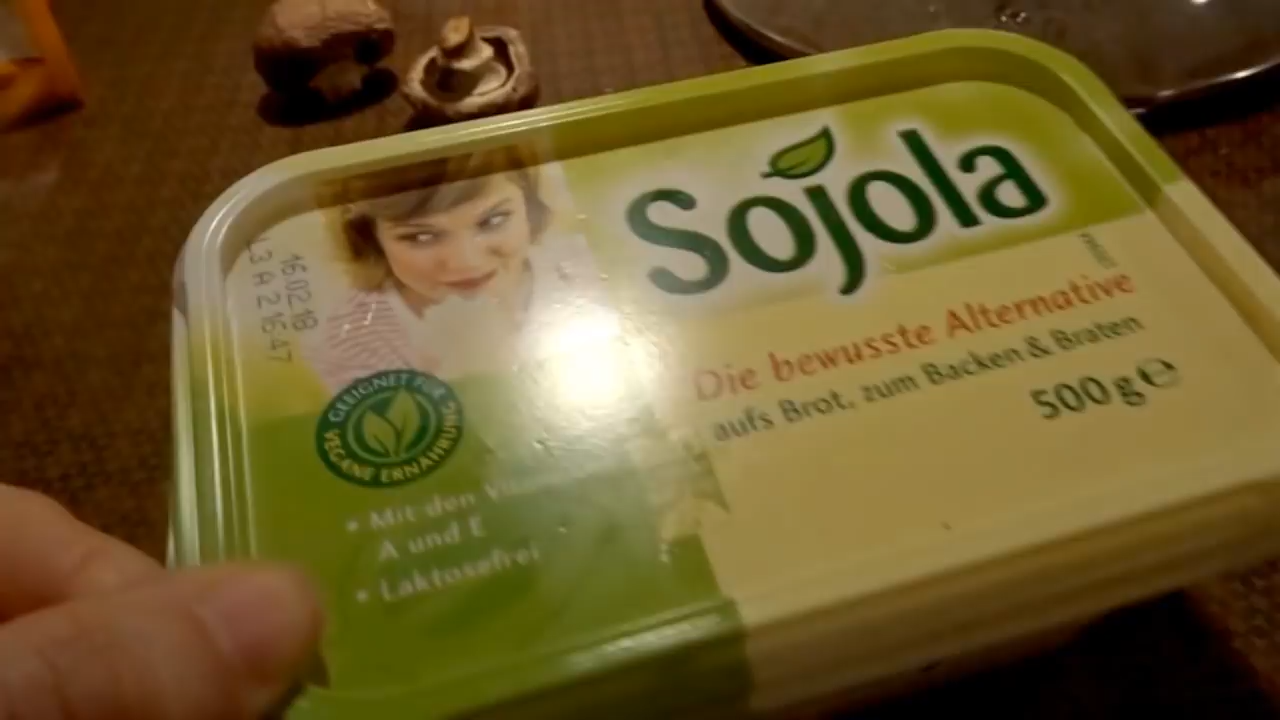 Sojola
Die bewusste Alternative
aufs Brot, zum Backen & Braten
500 g ℮
16.02.18
3 A 2 16:47
GEEIGNET FÜR
VEGANE ERNÄHRUNG
• Mit den
A und E
• Laktosefrei